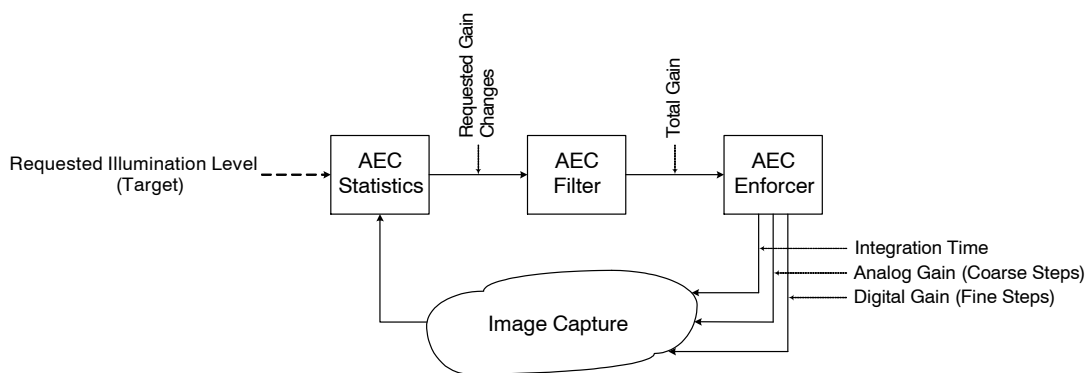 Requested Gain
Changes
Total Gain
Requested Illumination Level
(Target)
AEC
Statistics
AEC
Filter
AEC
Enforcer
Integration Time
Analog Gain (Coarse Steps)
Digital Gain (Fine Steps)
Image Capture